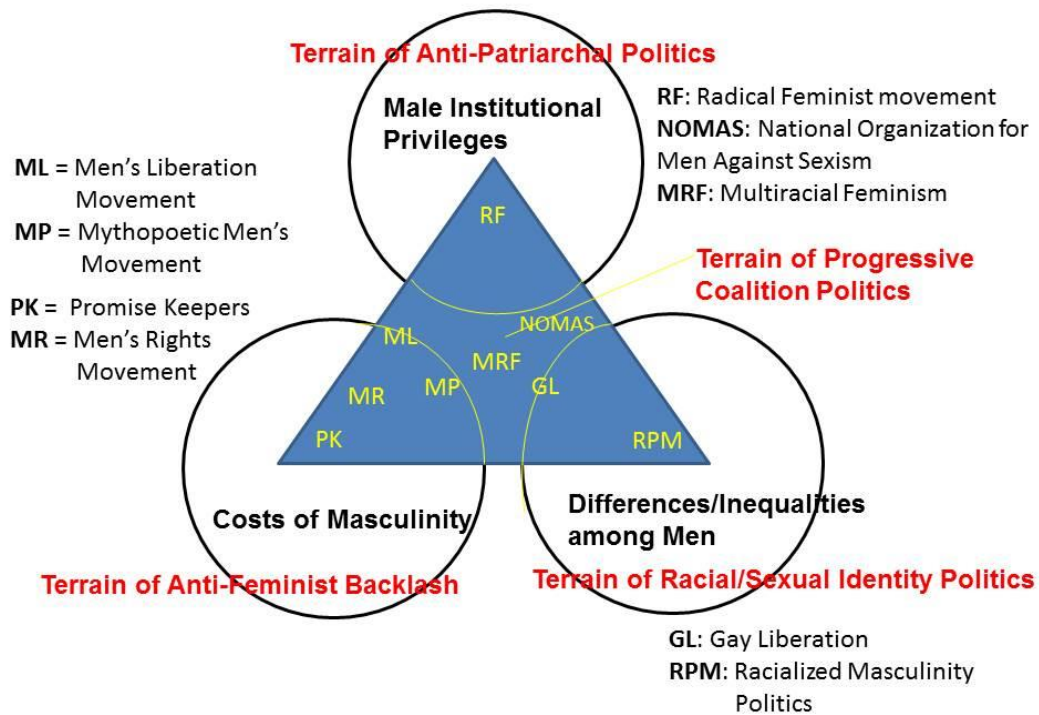 Terrain of Anti-Patriarchal Politics
Male Institutional
Privileges
RF: Radical Feminist movement
NOMAS: National Organization for
Men Against Sexism
MRF: Multiracial Feminism
ML = Men's Liberation
Movement
MP = Mythopoetic Men's
Movement
PK = Promise Keepers
MR = Men's Rights
Movement
RF
Terrain of Progressive
Coalition Politics
NOMAS
ML
MRF
MP
GL
MR
PK
RPM
Costs of Masculinity
Differences/Inequalities
among Men
Terrain of Anti-Feminist Backlash
Terrain of Racial/Sexual Identity Politics
GL: Gay Liberation
RPM: Racialized Masculinity
Politics